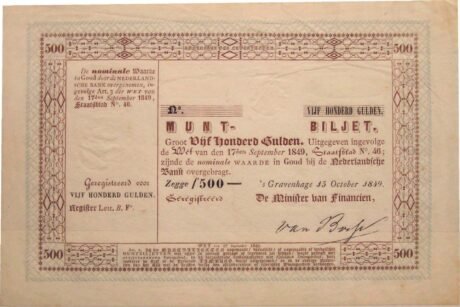 500
500
De nominale Waarde
in Goud door de NEDERLAND-
SCHE BANK overgenomen, in-
gevolge Art. 3 der WET van
den 17den September 1849,
Staatsblad No. 46.
No.
VIJF HONDERD GULDEN.
MUNT-BILJET,
Groot Vijf Honderd Gulden. Uitgegeven ingevolge
de Wet van den 17den September 1849, Staatsblad No. 46;
zijnde de nominale WAARDE in Goud bij de Nederlandsche
Bank overgebragt.
Geregistreerd voor
VIJF HONDERD GULDEN.
Register Lett. B. Fo.
Zegge ƒ500—
's Gravenhage 15 October 1849.
Geregistreerd
De Minister van Financien,
van Bosse
500
500